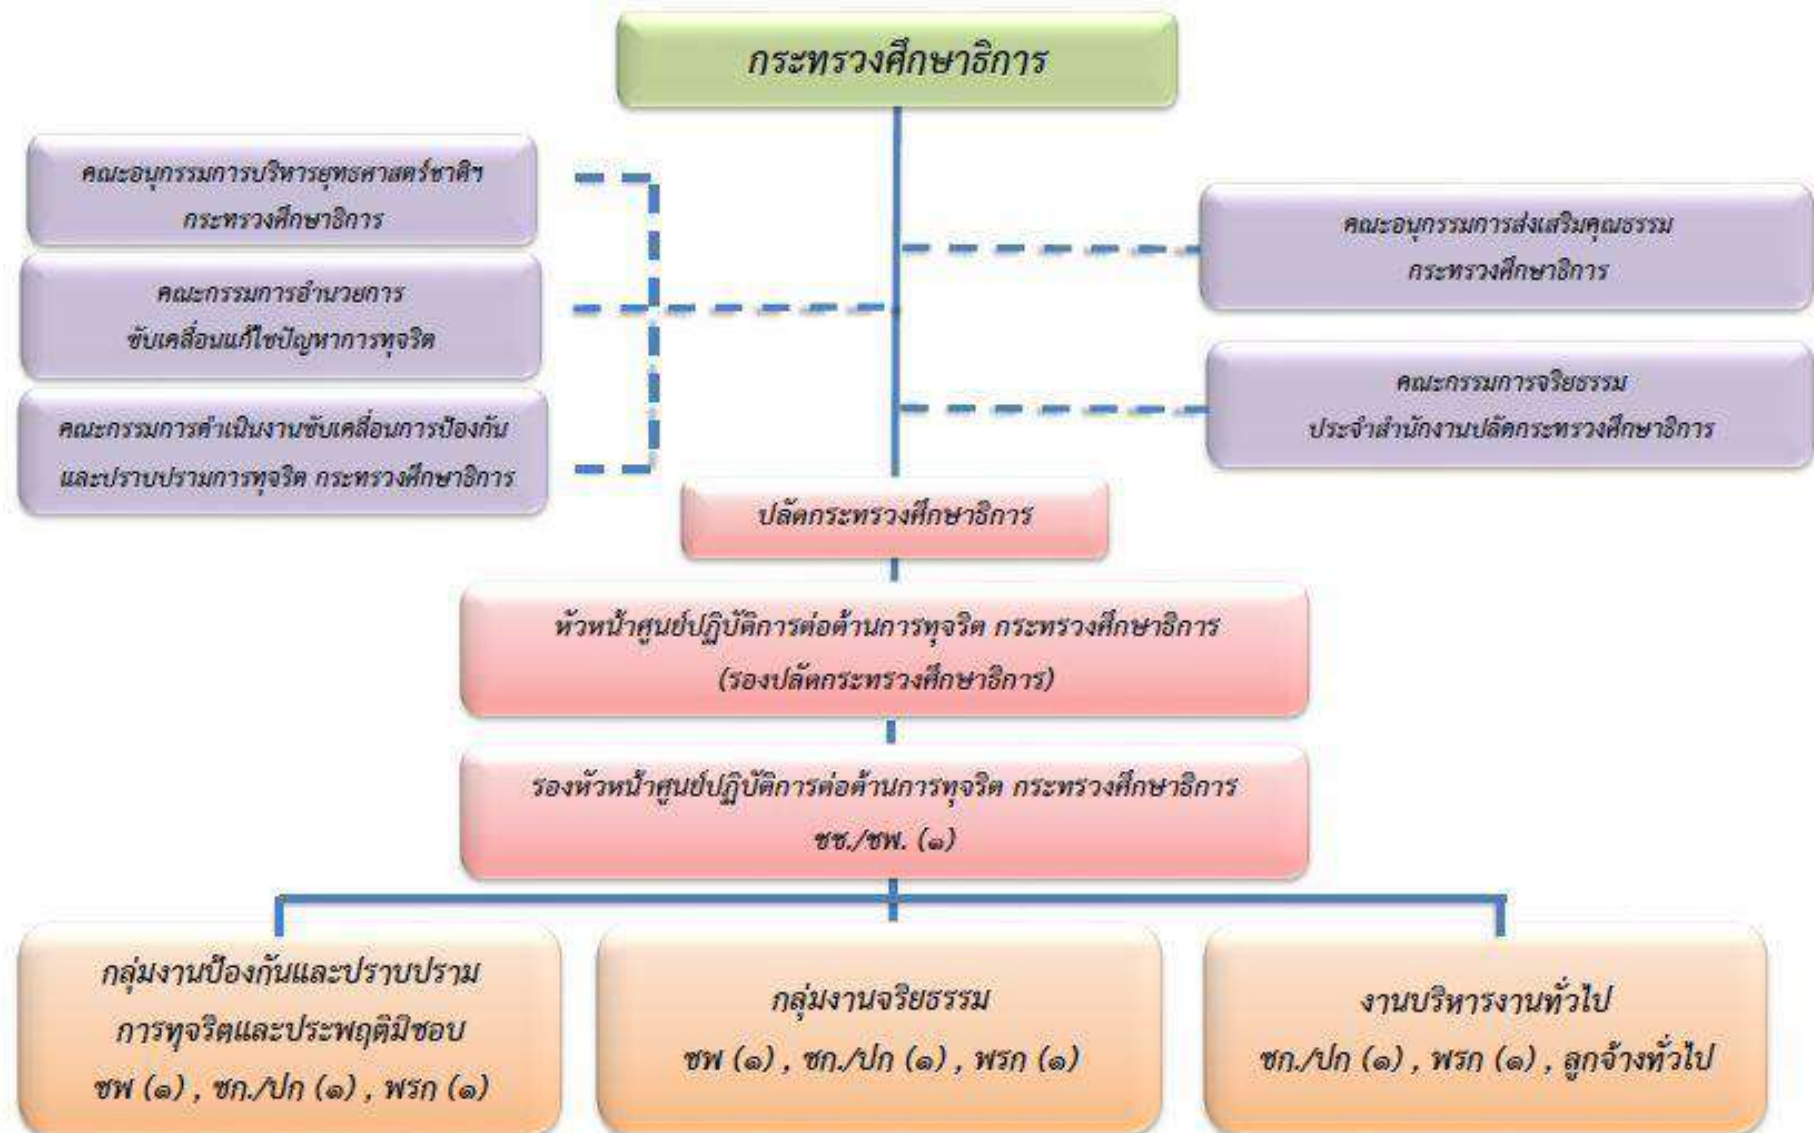 กระทรวงศึกษาธิการ
คณะอนุกรรมการบริหารยุทธศาสตร์ชาติฯ
กระทรวงศึกษาธิการ
คณะกรรมการอำนวยการ
ขับเคลื่อนแก้ไขปัญหาการทุจริต
คณะกรรมการดำเนินงานขับเคลื่อนการป้องกัน
และปราบปรามการทุจริต กระทรวงศึกษาธิการ
คณะอนุกรรมการส่งเสริมคุณธรรม
กระทรวงศึกษาธิการ
คณะกรรมการจริยธรรม
ประจำสำนักงานปลัดกระทรวงศึกษาธิการ
ปลัดกระทรวงศึกษาธิการ
หัวหน้าศูนย์ปฏิบัติการต่อต้านการทุจริต กระทรวงศึกษาธิการ
(รองปลัดกระทรวงศึกษาธิการ)
รองหัวหน้าศูนย์ปฏิบัติการต่อต้านการทุจริต กระทรวงศึกษาธิการ
ชช./ชพ. (๑)
กลุ่มงานป้องกันและปราบปราม
การทุจริตและประพฤติมิชอบ
ชพ (๑) , ชก./ปก (๑) , พรก (๑)
กลุ่มงานจริยธรรม
ชพ (๑) , ชก./ปก (๑) , พรก (๑)
งานบริหารงานทั่วไป
ชก./ปก (๑) , พรก (๑) , ลูกจ้างทั่วไป